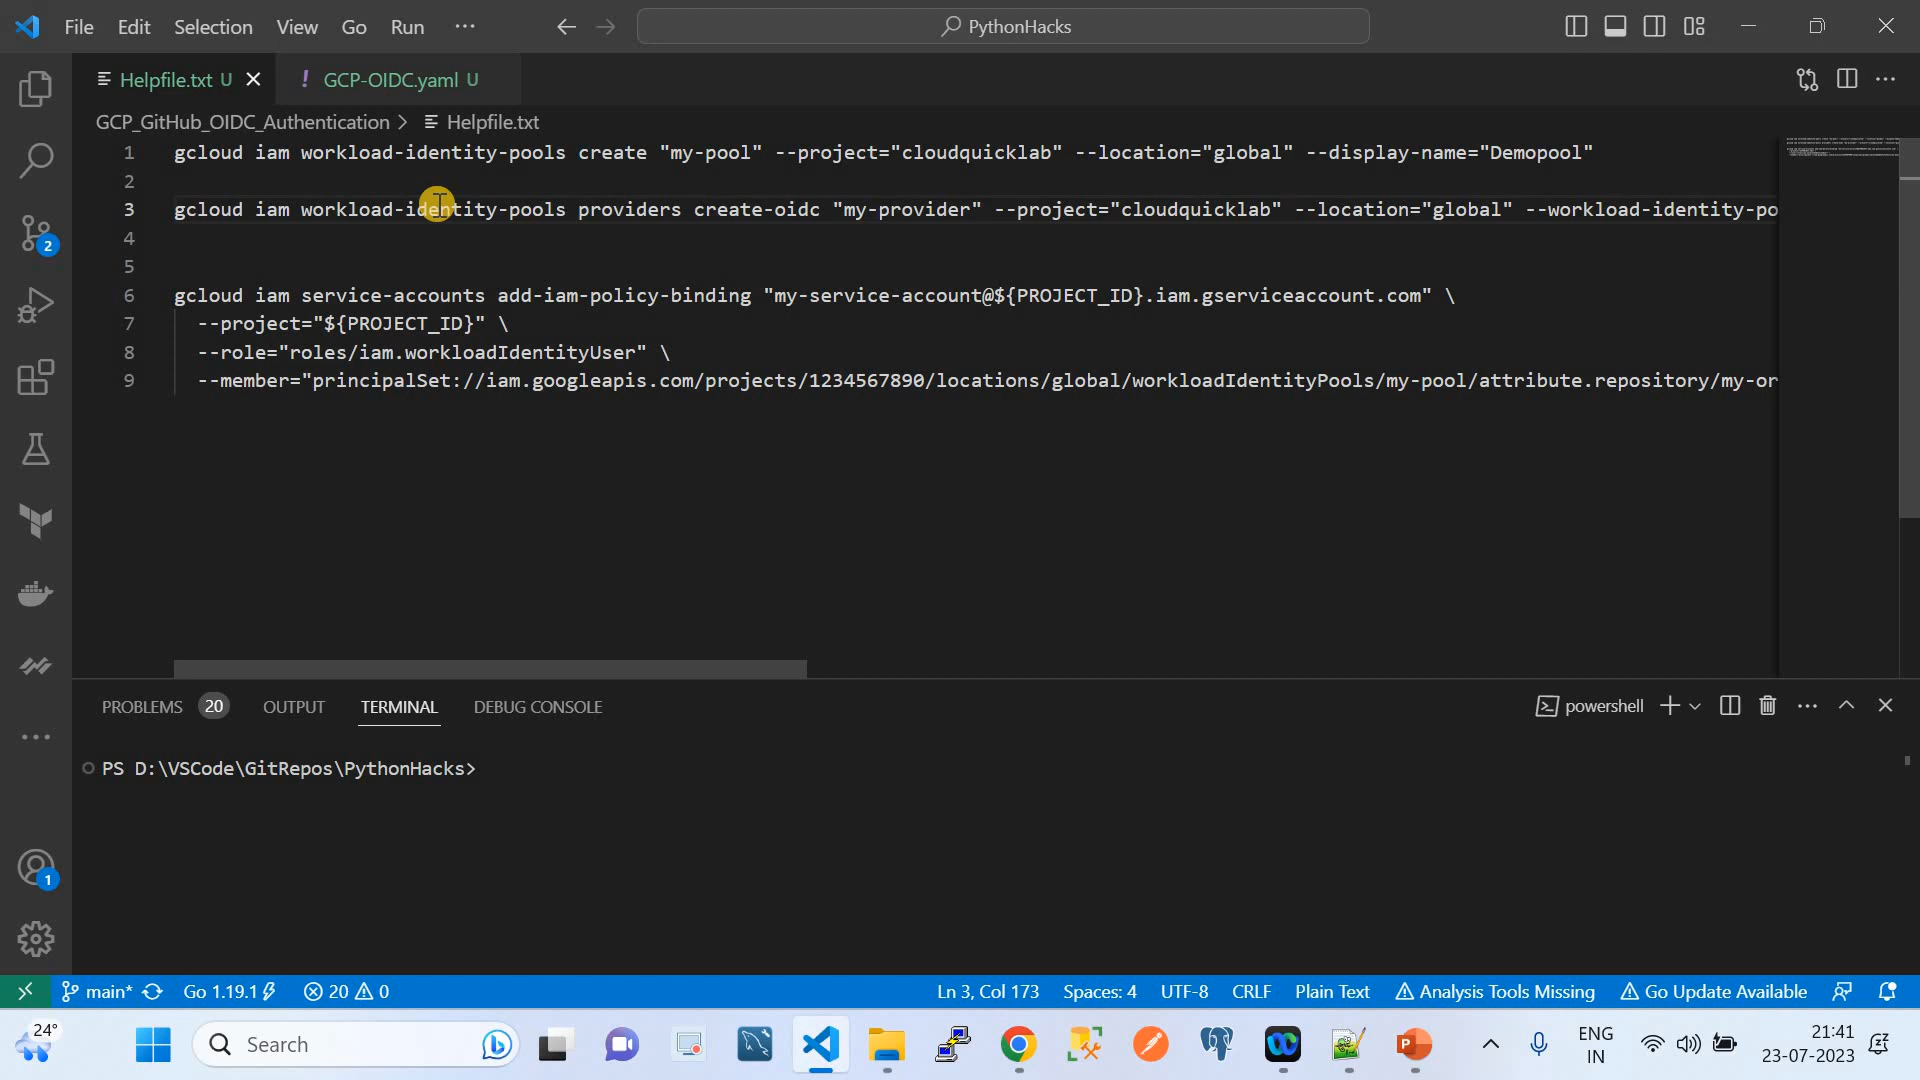 File Edit Selection View Go Run ···
PythonHacks
Helpfile.txt U
! GCP-OIDC.yaml U
GCP_GitHub_OIDC_Authentication > Helpfile.txt
1 gcloud iam workload-identity-pools create "my-pool" --project="cloudquicklab" --location="global" --display-name="Demopool"
2
3 gcloud iam workload-identity-pools providers create-oidc "my-provider" --project="cloudquicklab" --location="global" --workload-identity-po
4
5
6 gcloud iam service-accounts add-iam-policy-binding "my-service-account@${PROJECT_ID}.iam.gserviceaccount.com" \
7 --project="${PROJECT_ID}" \
8 --role="roles/iam.workloadIdentityUser" \
9 --member="principalSet://iam.googleapis.com/projects/1234567890/locations/global/workloadIdentityPools/my-pool/attribute.repository/my-or
2
1
PROBLEMS 20 OUTPUT TERMINAL DEBUG CONSOLE
powershell
PS D:\VSCode\GitRepos\PythonHacks>
main* Go 1.19.1 20 0
Ln 3, Col 173 Spaces: 4 UTF-8 CRLF Plain Text Analysis Tools Missing Go Update Available
24°
Search
ENG
IN
21:41
23-07-2023